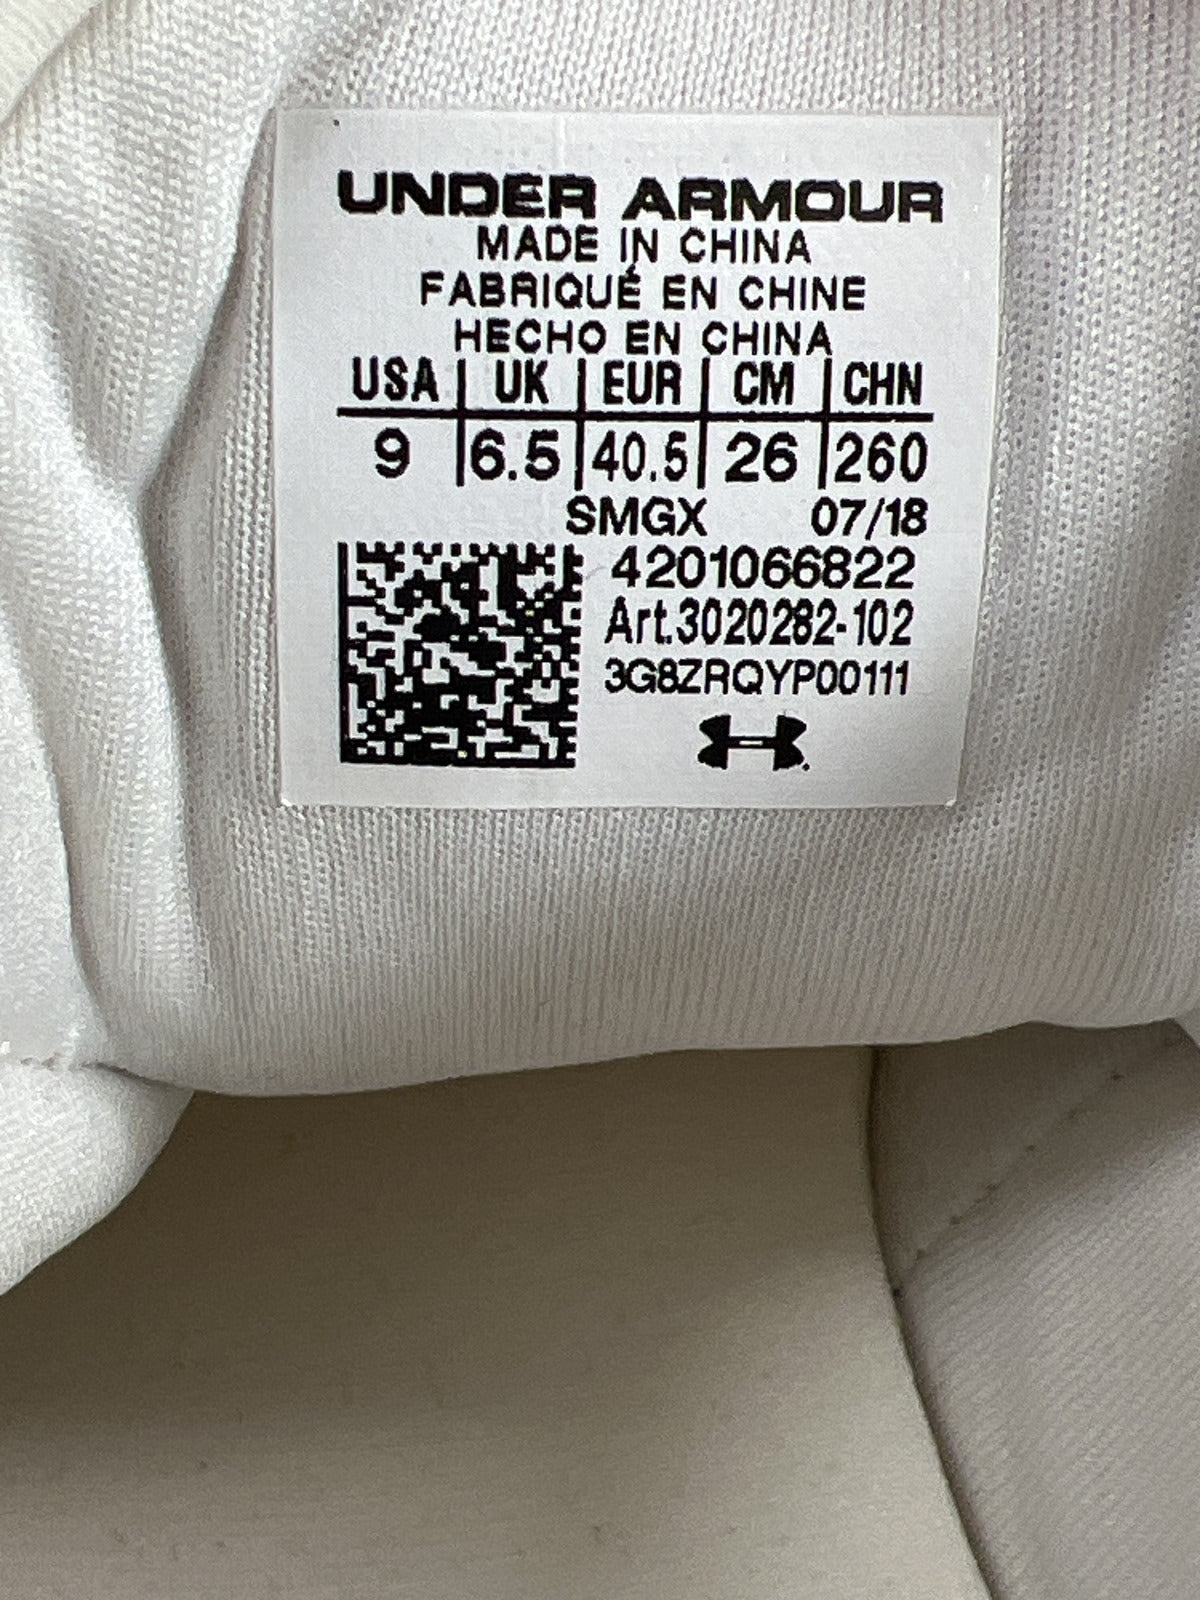 UNDER ARMOUR
MADE IN CHINA
FABRIQUÉ EN CHINE
HECHO EN CHINA
USA | UK | EUR | CM | CHN
9 | 6.5 | 40.5 | 26 | 260
SMGX 07/18
4201066822
Art.3020282-102
3G8ZRQYP00111